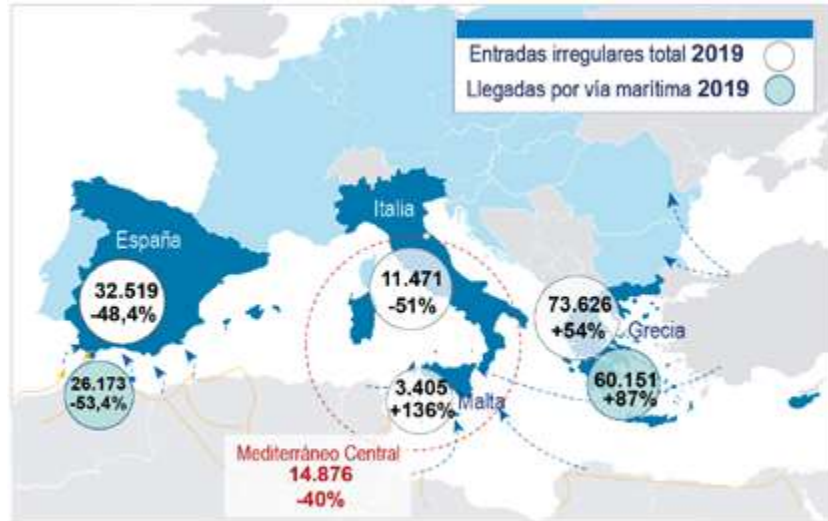 Entradas irregulares total 2019
Llegadas por vía marítima 2019
Italia
España
32.519
-48,4%
11.471
-51%
73.626
+54%
Grecia
26.173
-53,4%
3.405
+136%
Malta
60.151
+87%
Mediterráneo Central
14.876
-40%